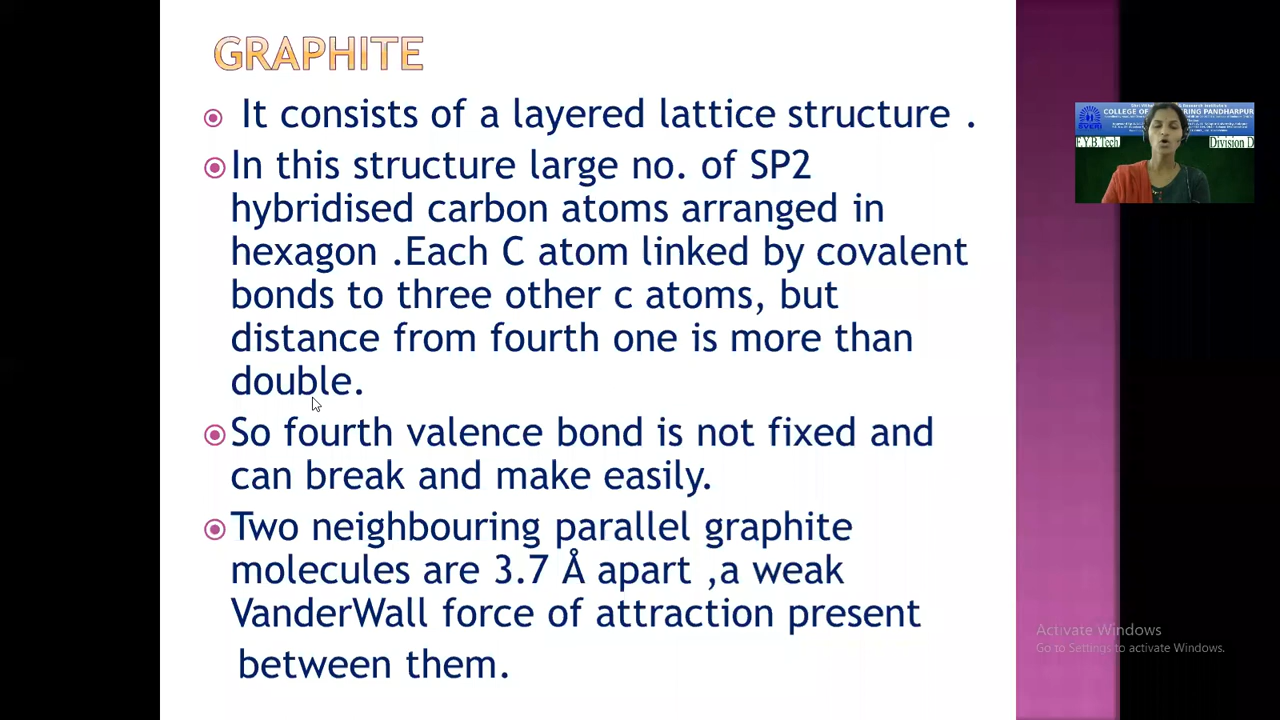 GRAPHITE
It consists of a layered lattice structure .
In this structure large no. of SP2
hybridised carbon atoms arranged in
hexagon .Each C atom linked by covalent
bonds to three other c atoms, but
distance from fourth one is more than
double.
So fourth valence bond is not fixed and
can break and make easily.
Two neighbouring parallel graphite
molecules are 3.7 Å apart ,a weak
VanderWall force of attraction present
between them.
COLLEGE OF RING PANDHARPUR
F.Y.B.Tech Division D
Activate Windows
Go to Settings to activate Windows.